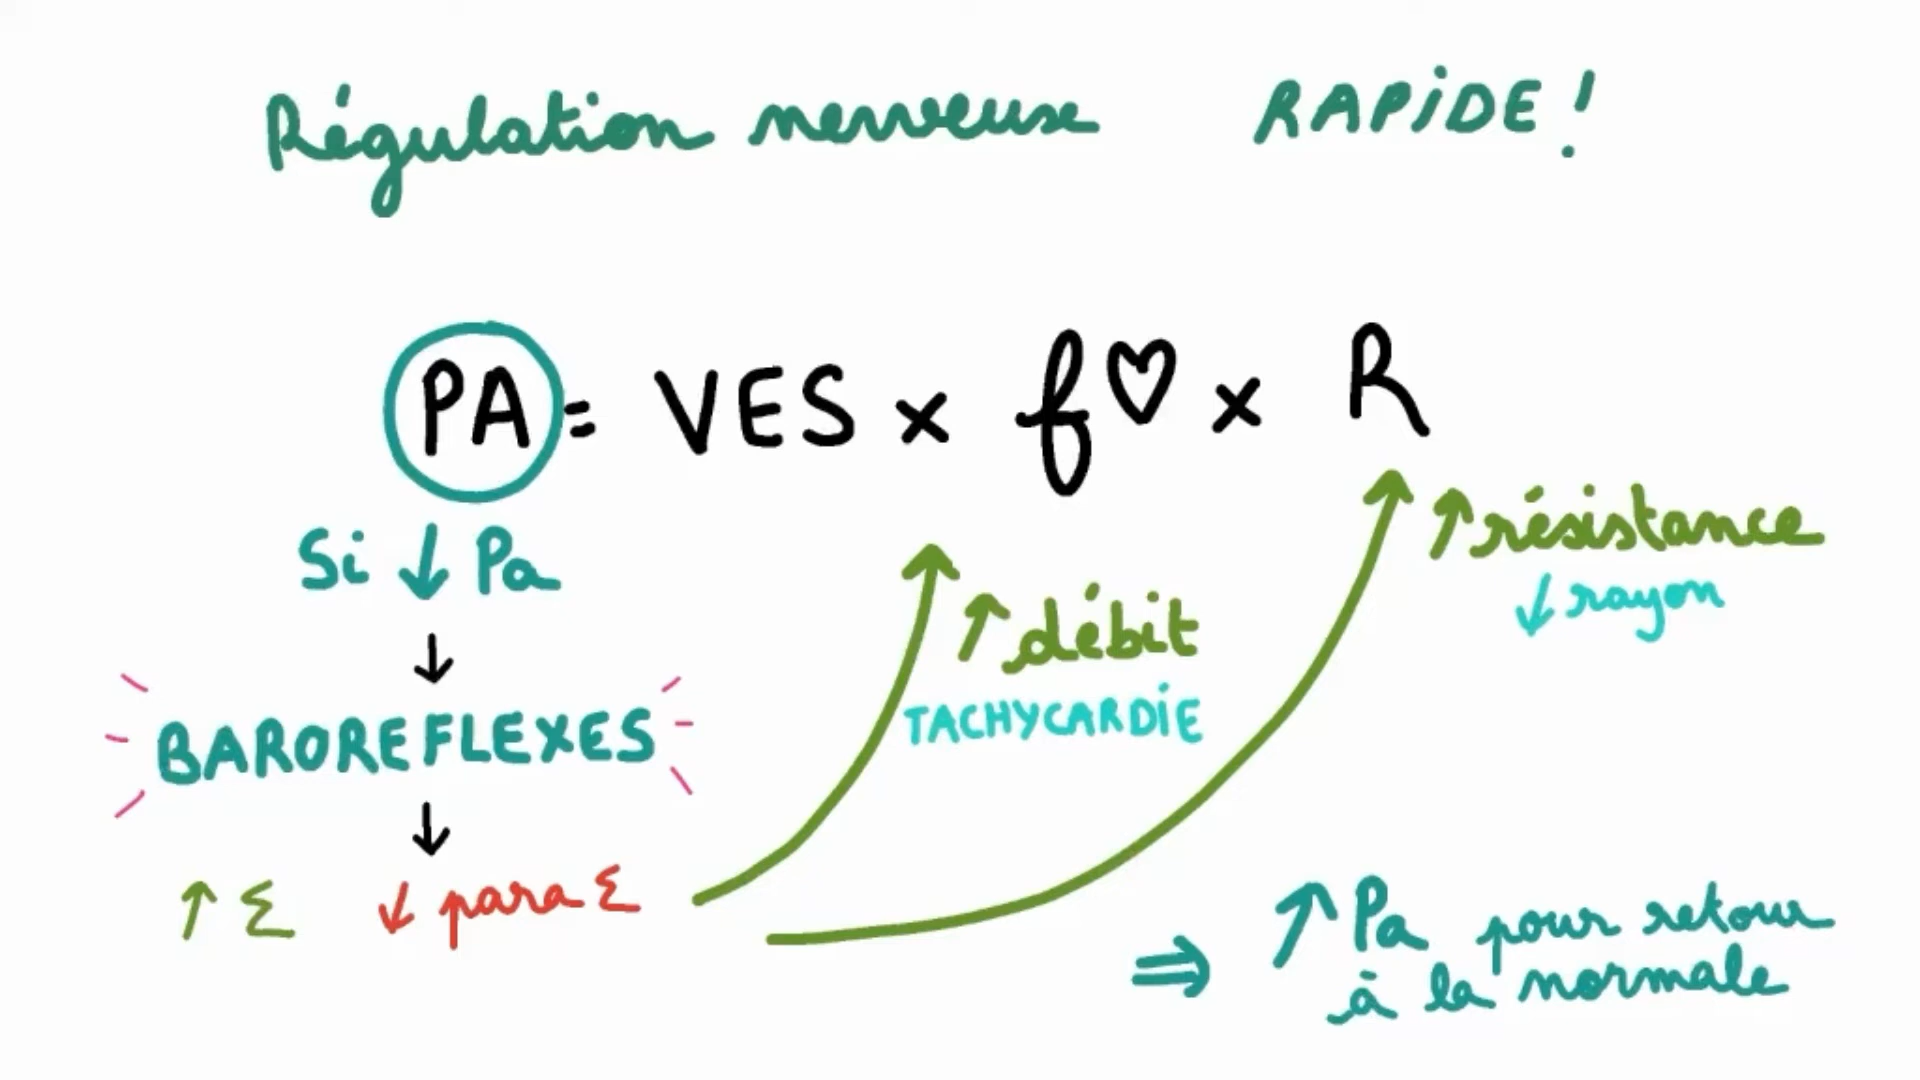 Régulation nerveuse RAPIDE!
PA = VES x f♡ x R
Si ↓ Pa
↓
BAROREFLEXES
↓
↑ Σ ↓ para Σ
↑ débit
TACHYCARDIE
↑ résistance
↓ rayon
⇒ ↑ Pa pour retour
à la normale